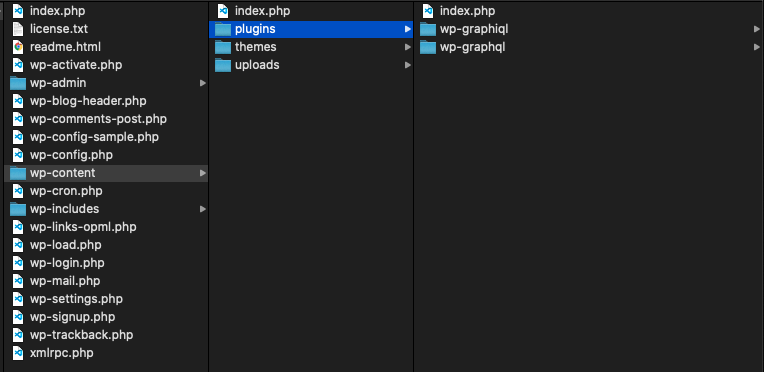 index.php
license.txt
readme.html
wp-activate.php
wp-admin
wp-blog-header.php
wp-comments-post.php
wp-config-sample.php
wp-config.php
wp-content
wp-cron.php
wp-includes
wp-links-opml.php
wp-load.php
wp-login.php
wp-mail.php
wp-settings.php
wp-signup.php
wp-trackback.php
xmlrpc.php
index.php
plugins
themes
uploads
index.php
wp-graphiql
wp-graphql